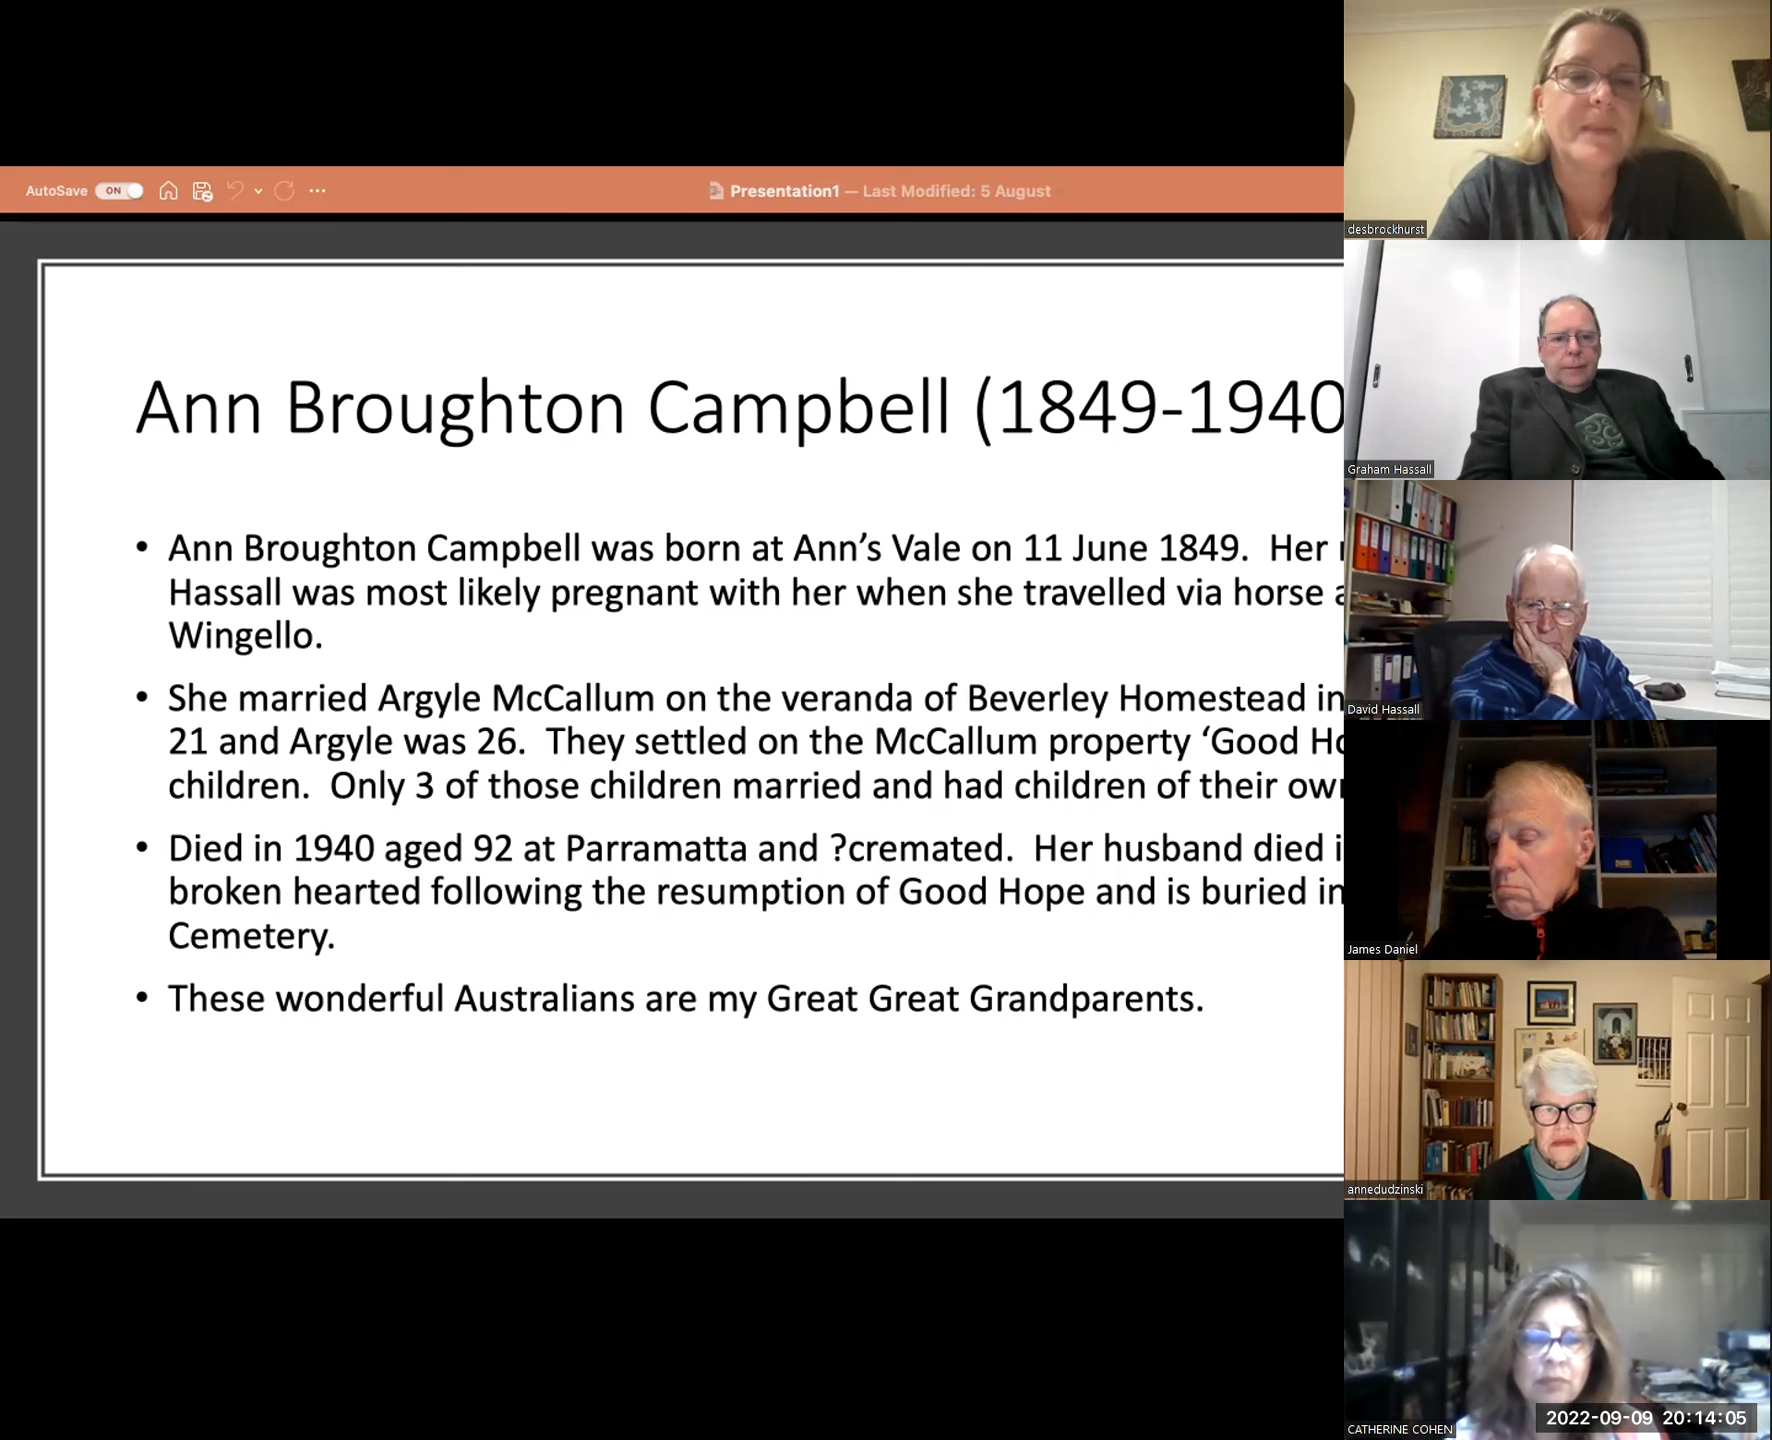 AutoSave ON Presentation1 — Last Modified: 5 August
Ann Broughton Campbell (1849-1940
• Ann Broughton Campbell was born at Ann’s Vale on 11 June 1849. Her
Hassall was most likely pregnant with her when she travelled via horse
Wingello.
• She married Argyle McCallum on the veranda of Beverley Homestead in
21 and Argyle was 26. They settled on the McCallum property ‘Good
children. Only 3 of those children married and had children of their
• Died in 1940 aged 92 at Parramatta and ?cremated. Her husband died
broken hearted following the resumption of Good Hope and is buried in
Cemetery.
• These wonderful Australians are my Great Great Grandparents.
desbrockhurst
Graham Hassall
David Hassall
James Daniel
annedudzinski
CATHERINE COHEN
2022-09-09 20:14:05